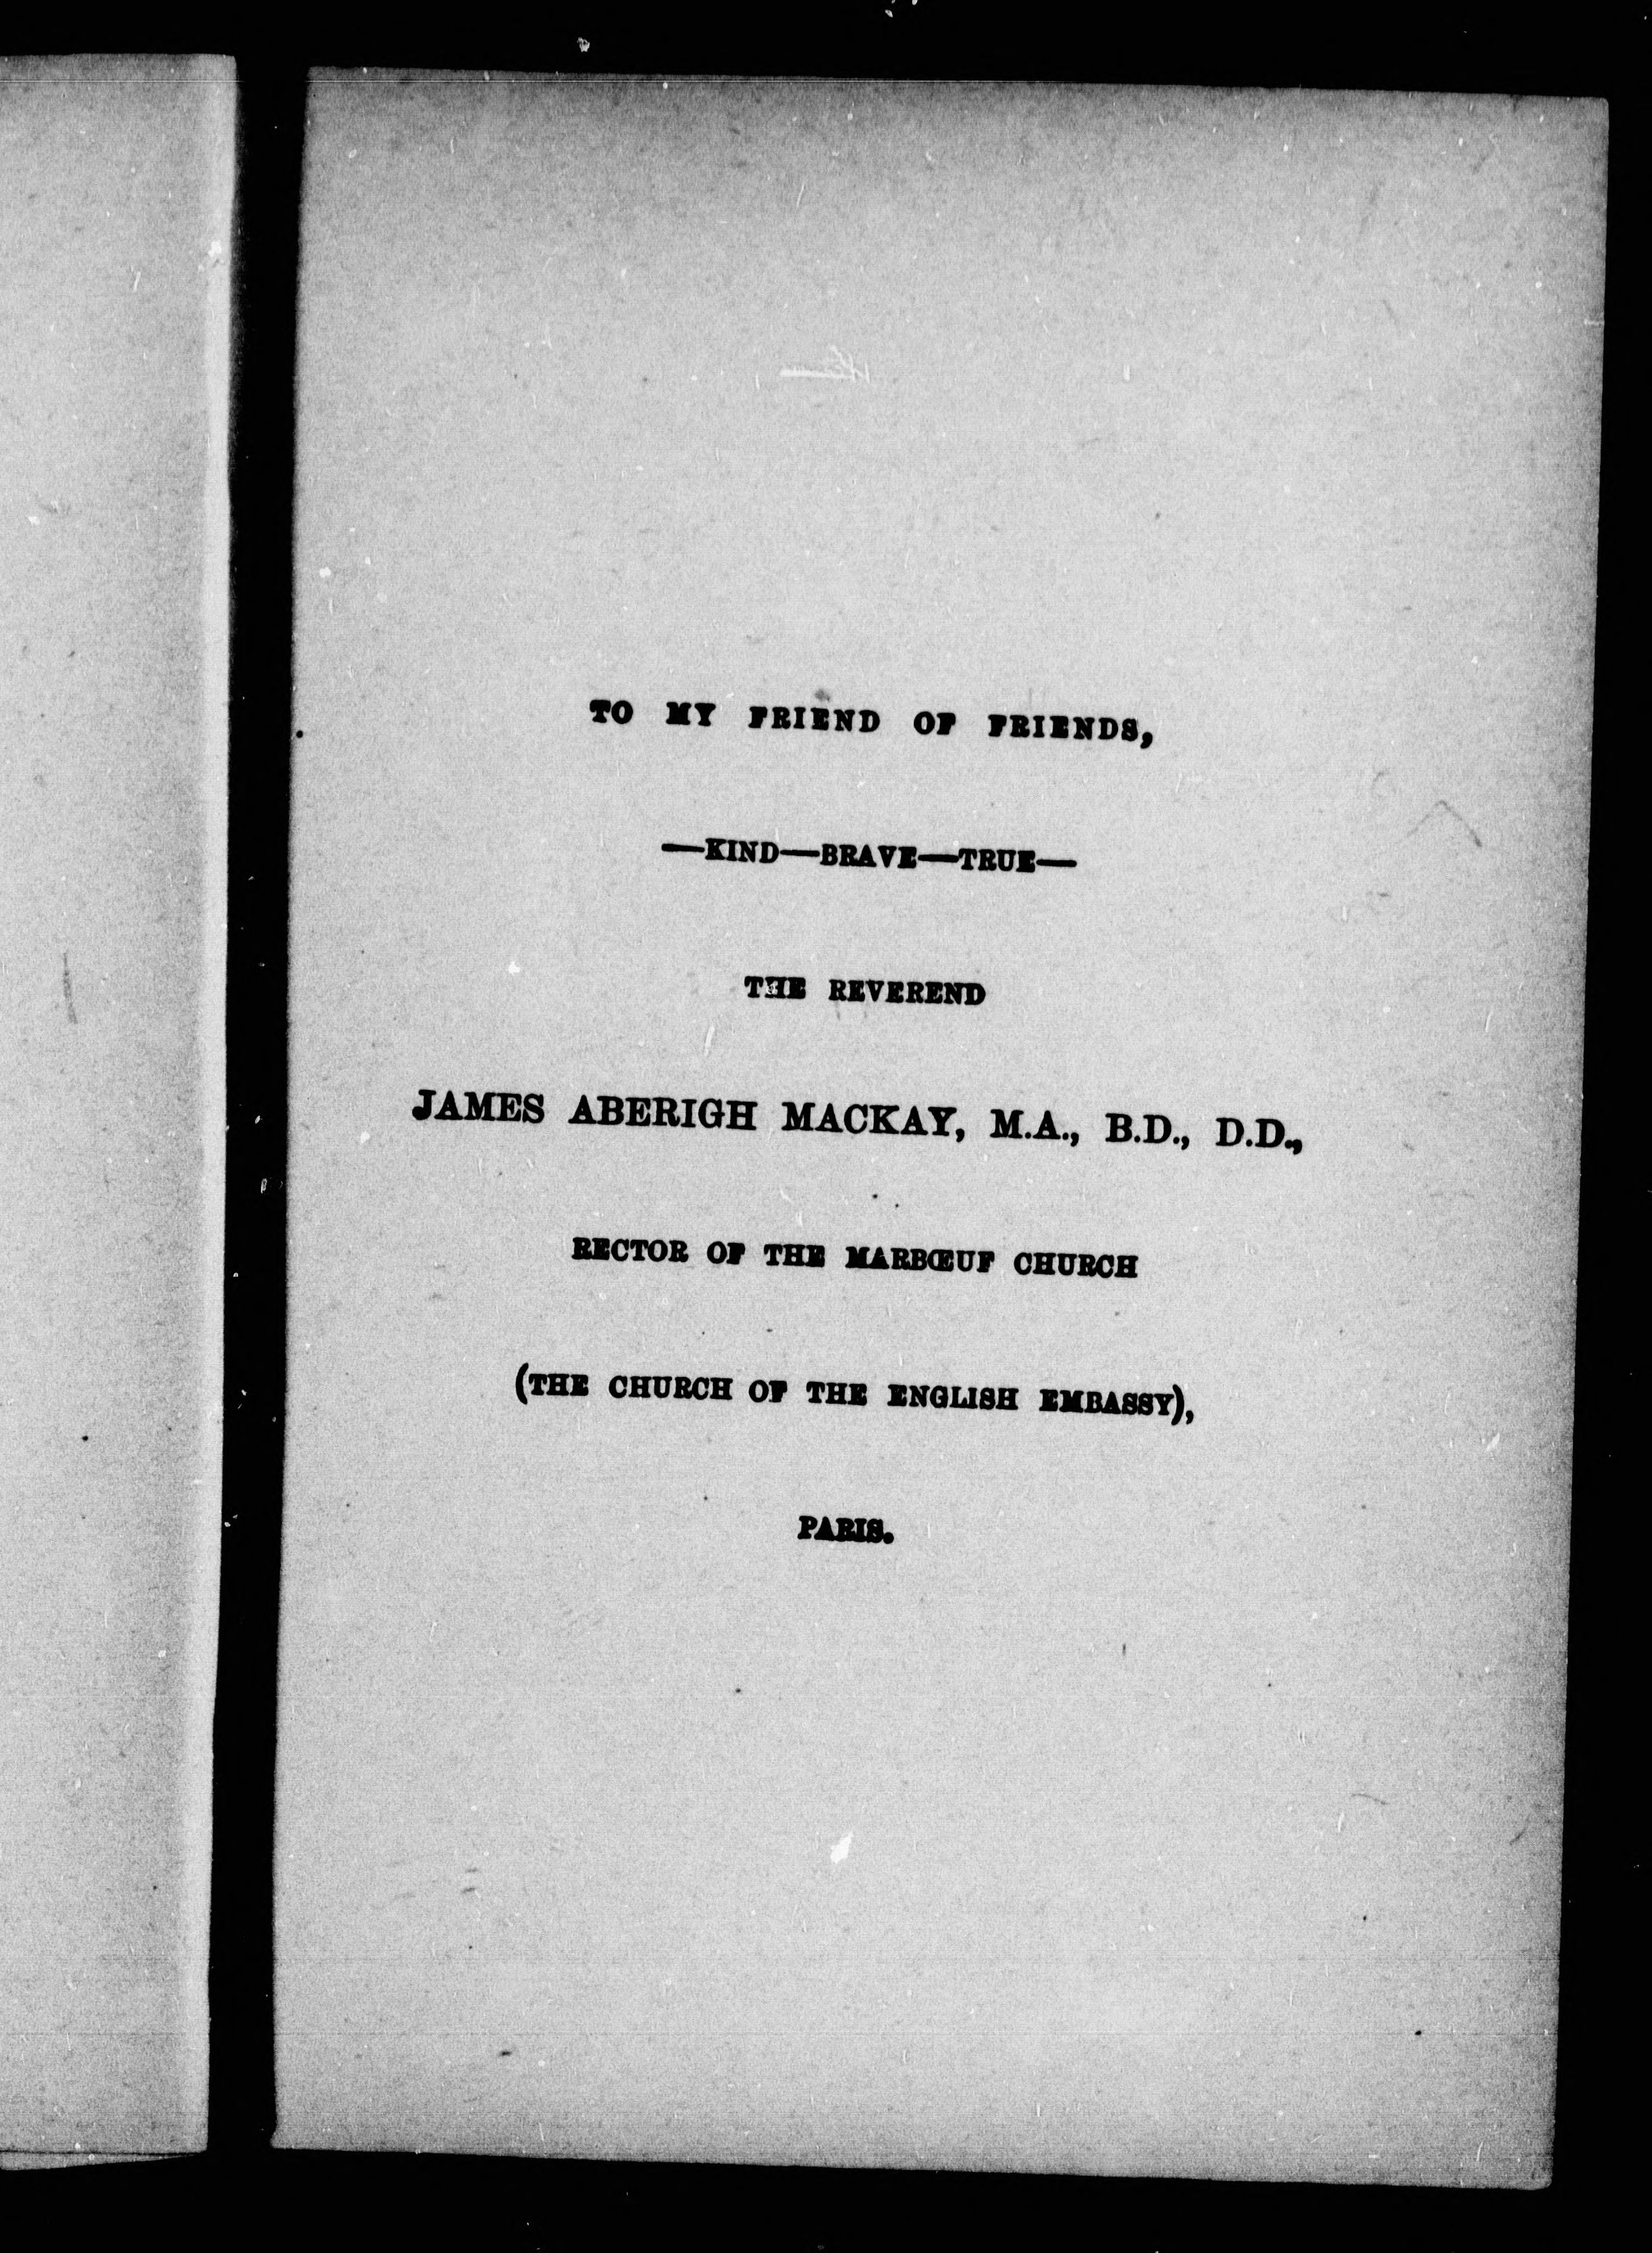 TO MY FRIEND OF FRIENDS,
—KIND—BRAVE—TRUE—
THE REVEREND
JAMES ABERIGH MACKAY, M.A., B.D., D.D.,
RECTOR OF THE MARBŒUF CHURCH
(THE CHURCH OF THE ENGLISH EMBASSY),
PARIS.